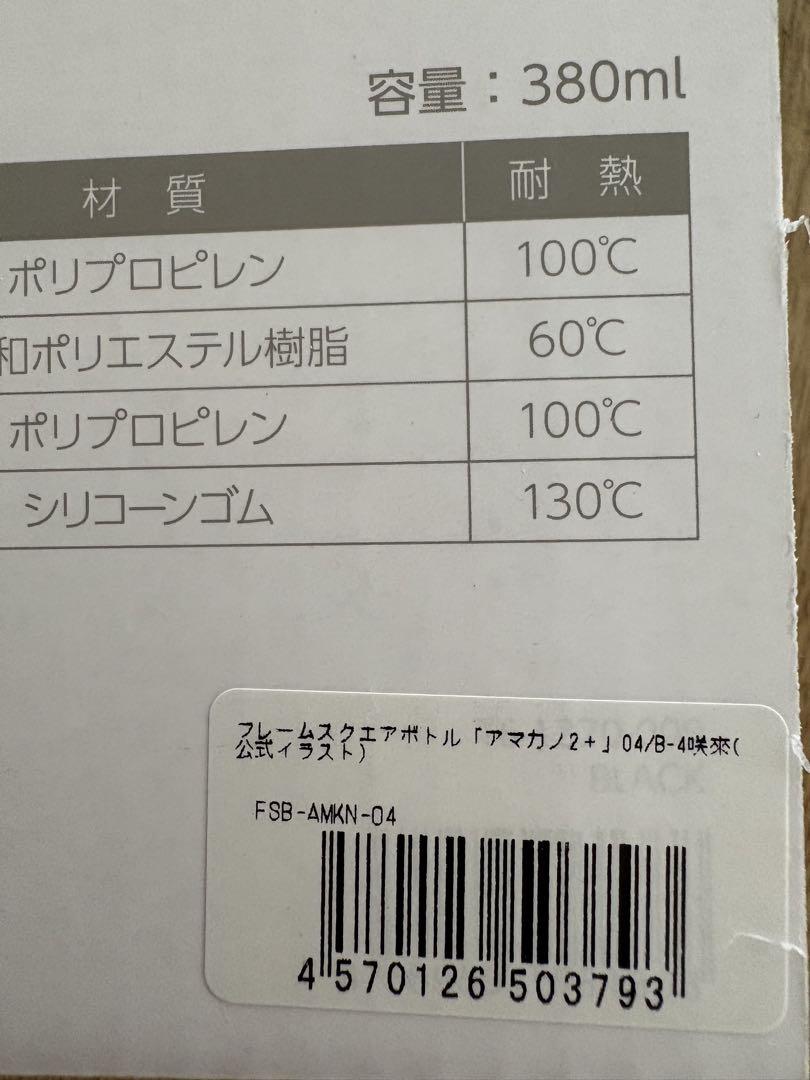 容量：380ml
材質 耐熱
ポリプロピレン 100℃
和ポリエステル樹脂 60℃
ポリプロピレン 100℃
シリコーンゴム 130℃
フレームスクエアボトル「アマカノ2＋」04/B-4咲來(
公式イラスト)
FSB-AMKN-04
4570126503793